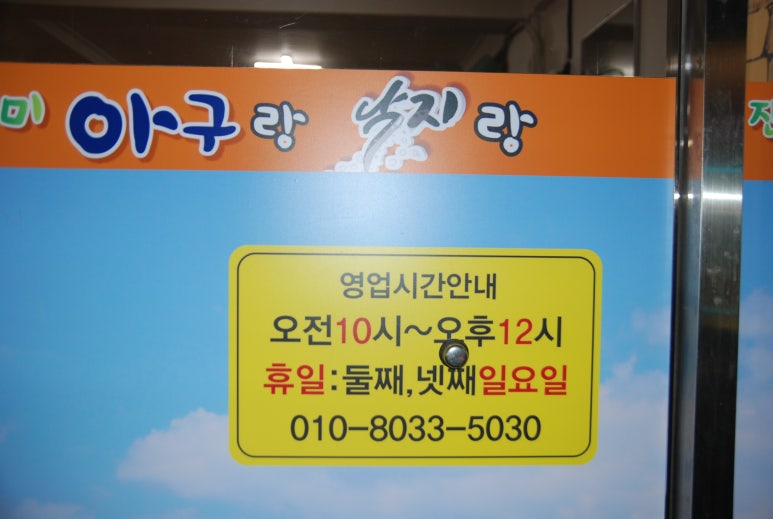 미 아구랑 낙지랑
영업시간안내
오전10시~오후12시
휴일:둘째,넷째일요일
010-8033-5030